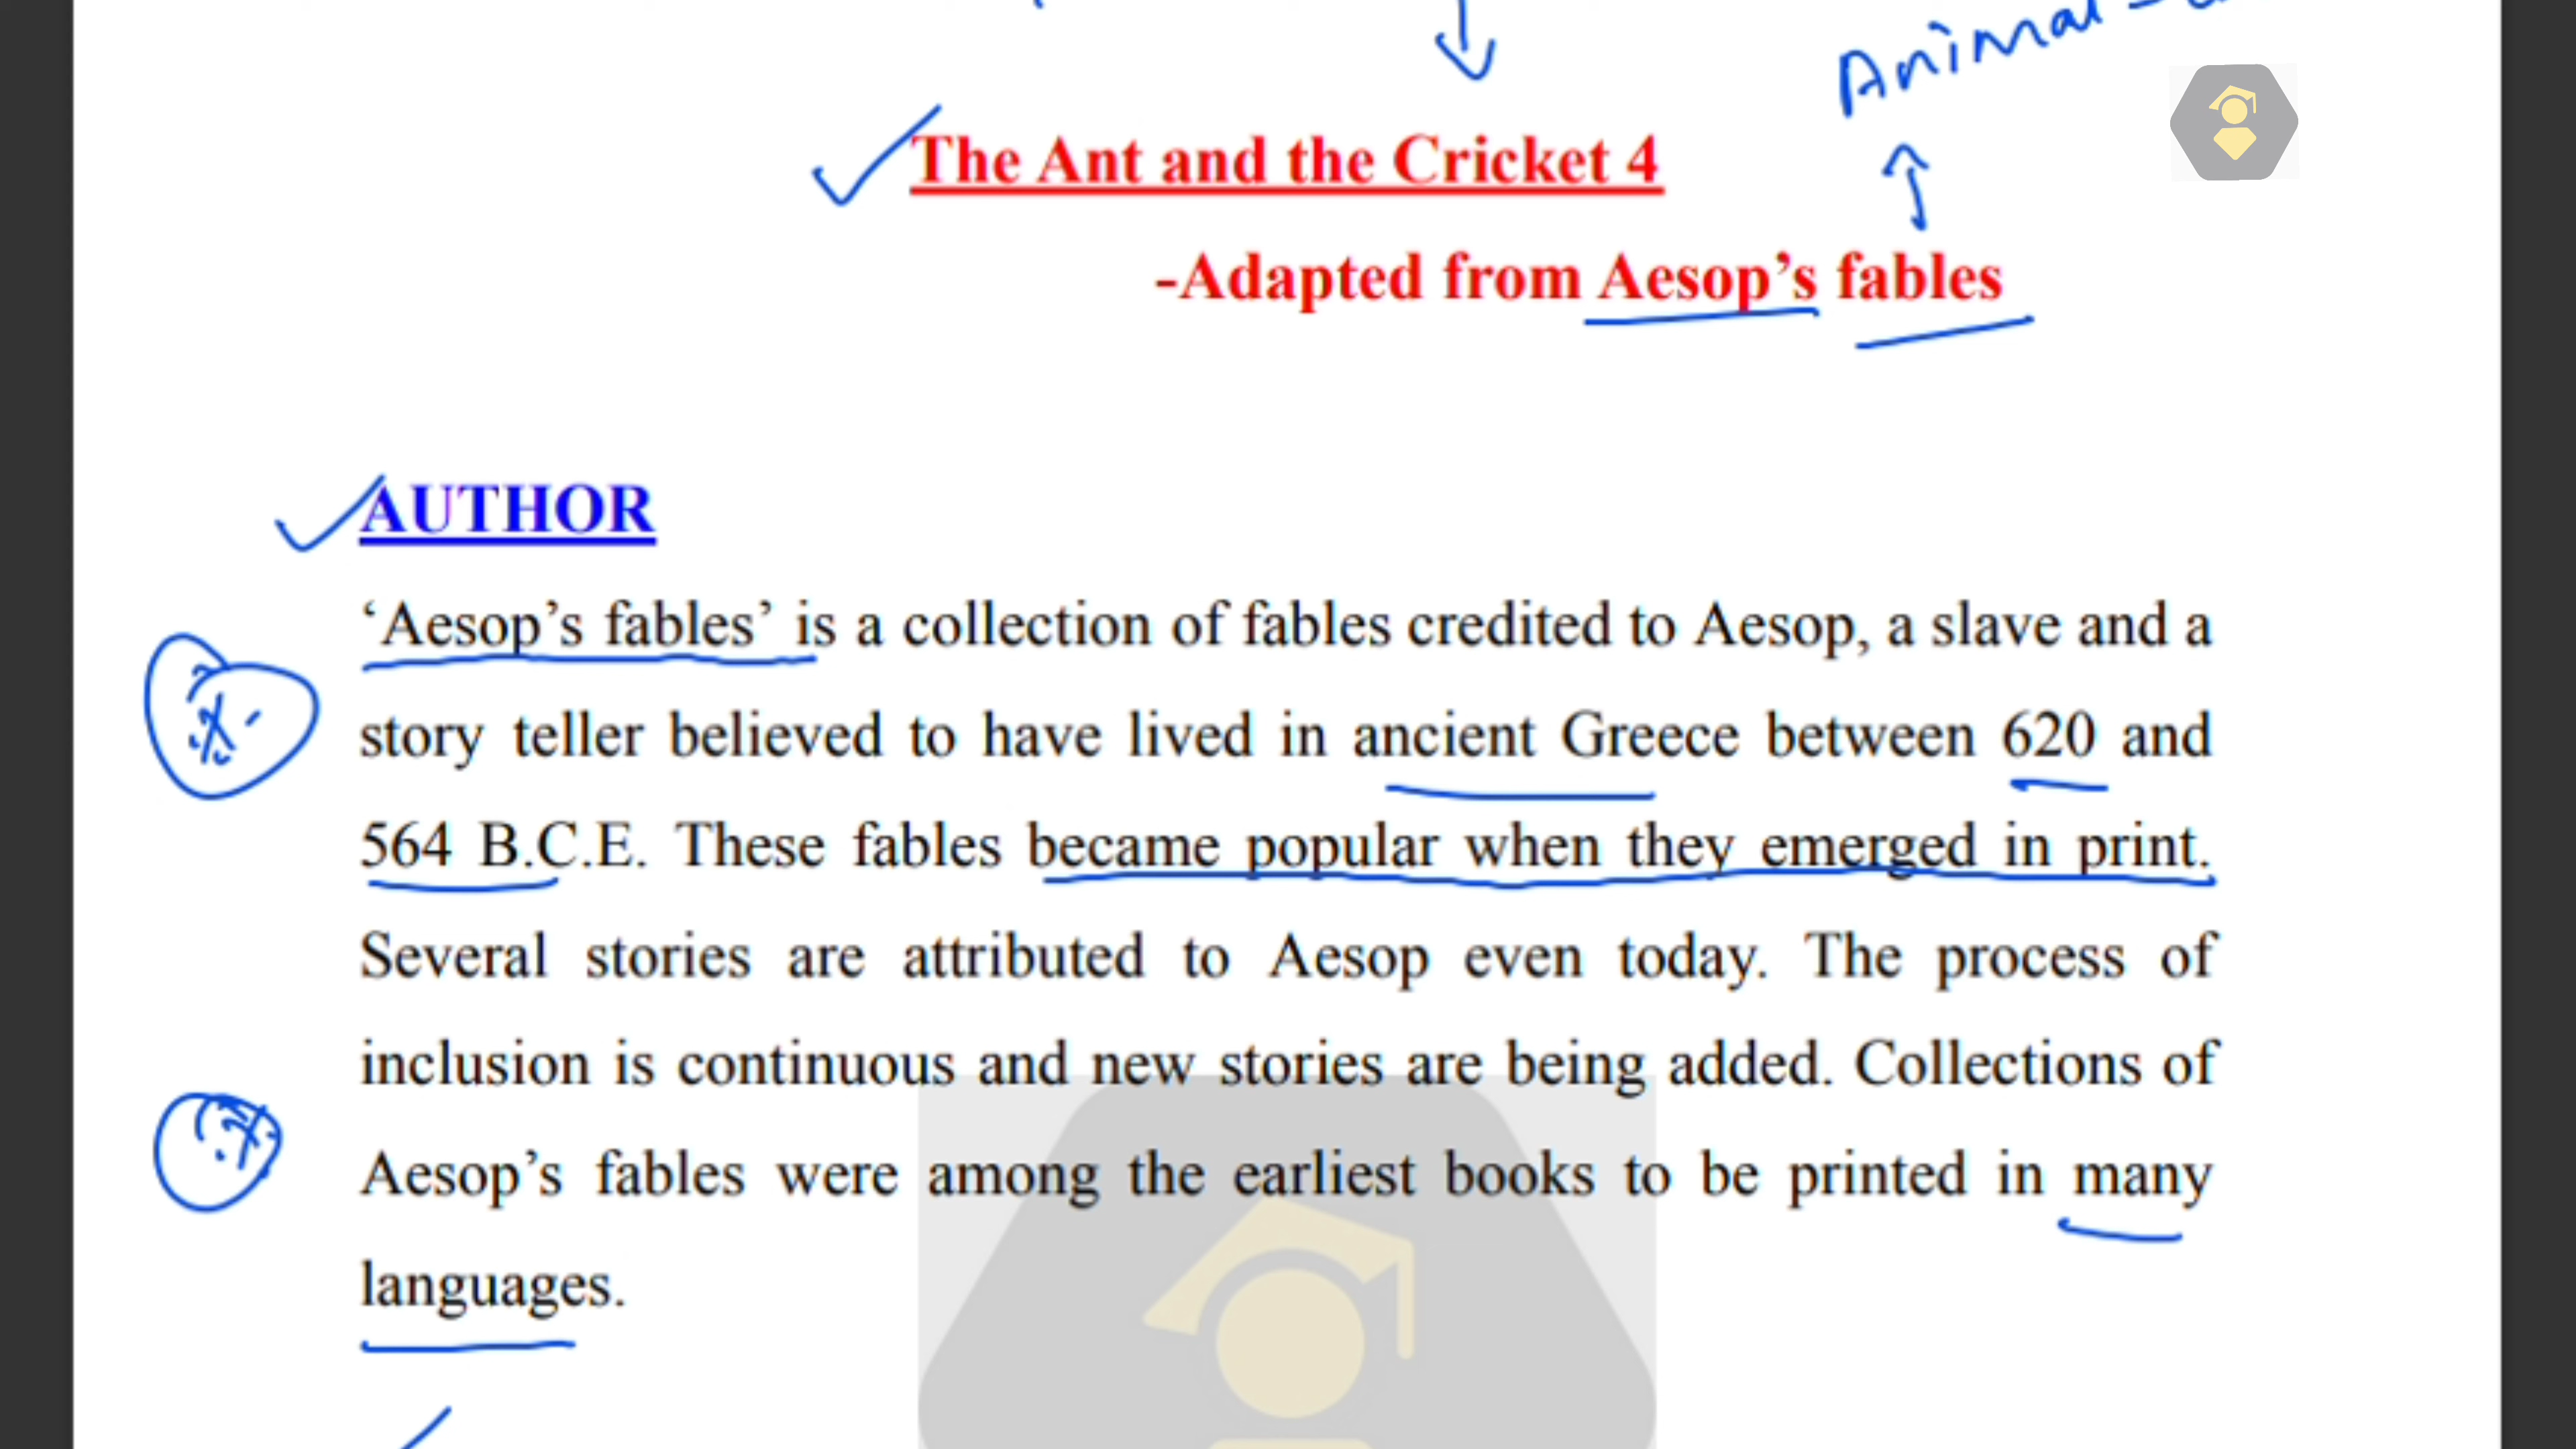 Animal -
The Ant and the Cricket 4
-Adapted from Aesop’s fables
AUTHOR
‘Aesop’s fables’ is a collection of fables credited to Aesop, a slave and a
story teller believed to have lived in ancient Greece between 620 and
564 B.C.E. These fables became popular when they emerged in print.
Several stories are attributed to Aesop even today. The process of
inclusion is continuous and new stories are being added. Collections of
Aesop’s fables were among the earliest books to be printed in many
languages.